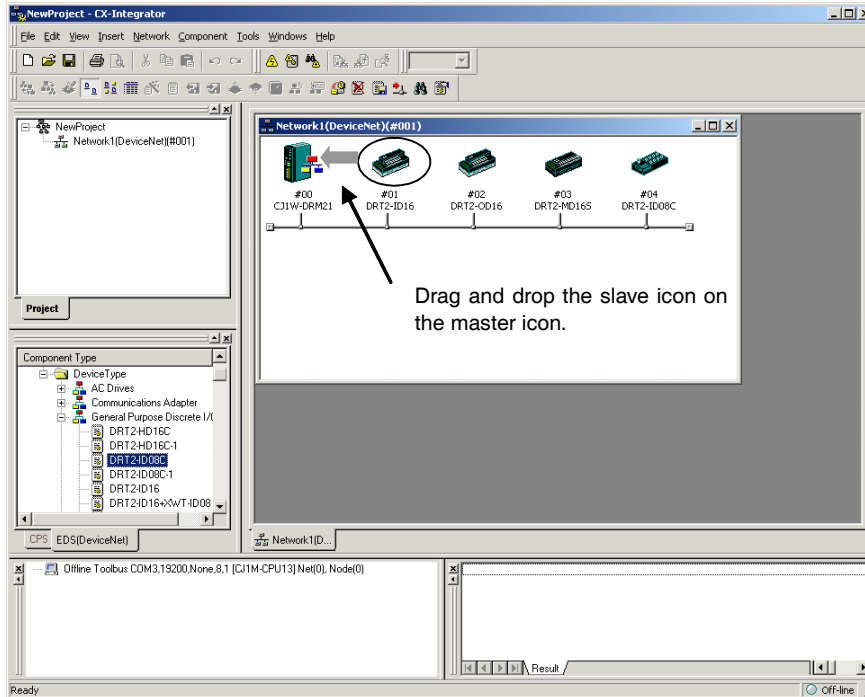 NewProject - CX-Integrator
File Edit View Insert Network Component Tools Windows Help
NewProject
Network1(DeviceNet)(#001)
Project
Component Type
DeviceType
AC Drives
Communications Adapter
General Purpose Discrete I/
DRT2-HD16C
DRT2-HD16C-1
DRT2-ID08C
DRT2-ID08C-1
DRT2-ID16
DRT2-ID16+XWT-ID08
CPS EDS(DeviceNet)
Network1(DeviceNet)(#001)
#00 #01 #02 #03 #04
CJ1W-DRM21 DRT2-ID16 DRT2-OD16 DRT2-MD16S DRT2-ID08C
Drag and drop the slave icon on
the master icon.
Network1(D...
Offline Toolbus COM3,19200,None,8,1 [CJ1M-CPU13] Net(0), Node(0)
Result
Ready
Off-line